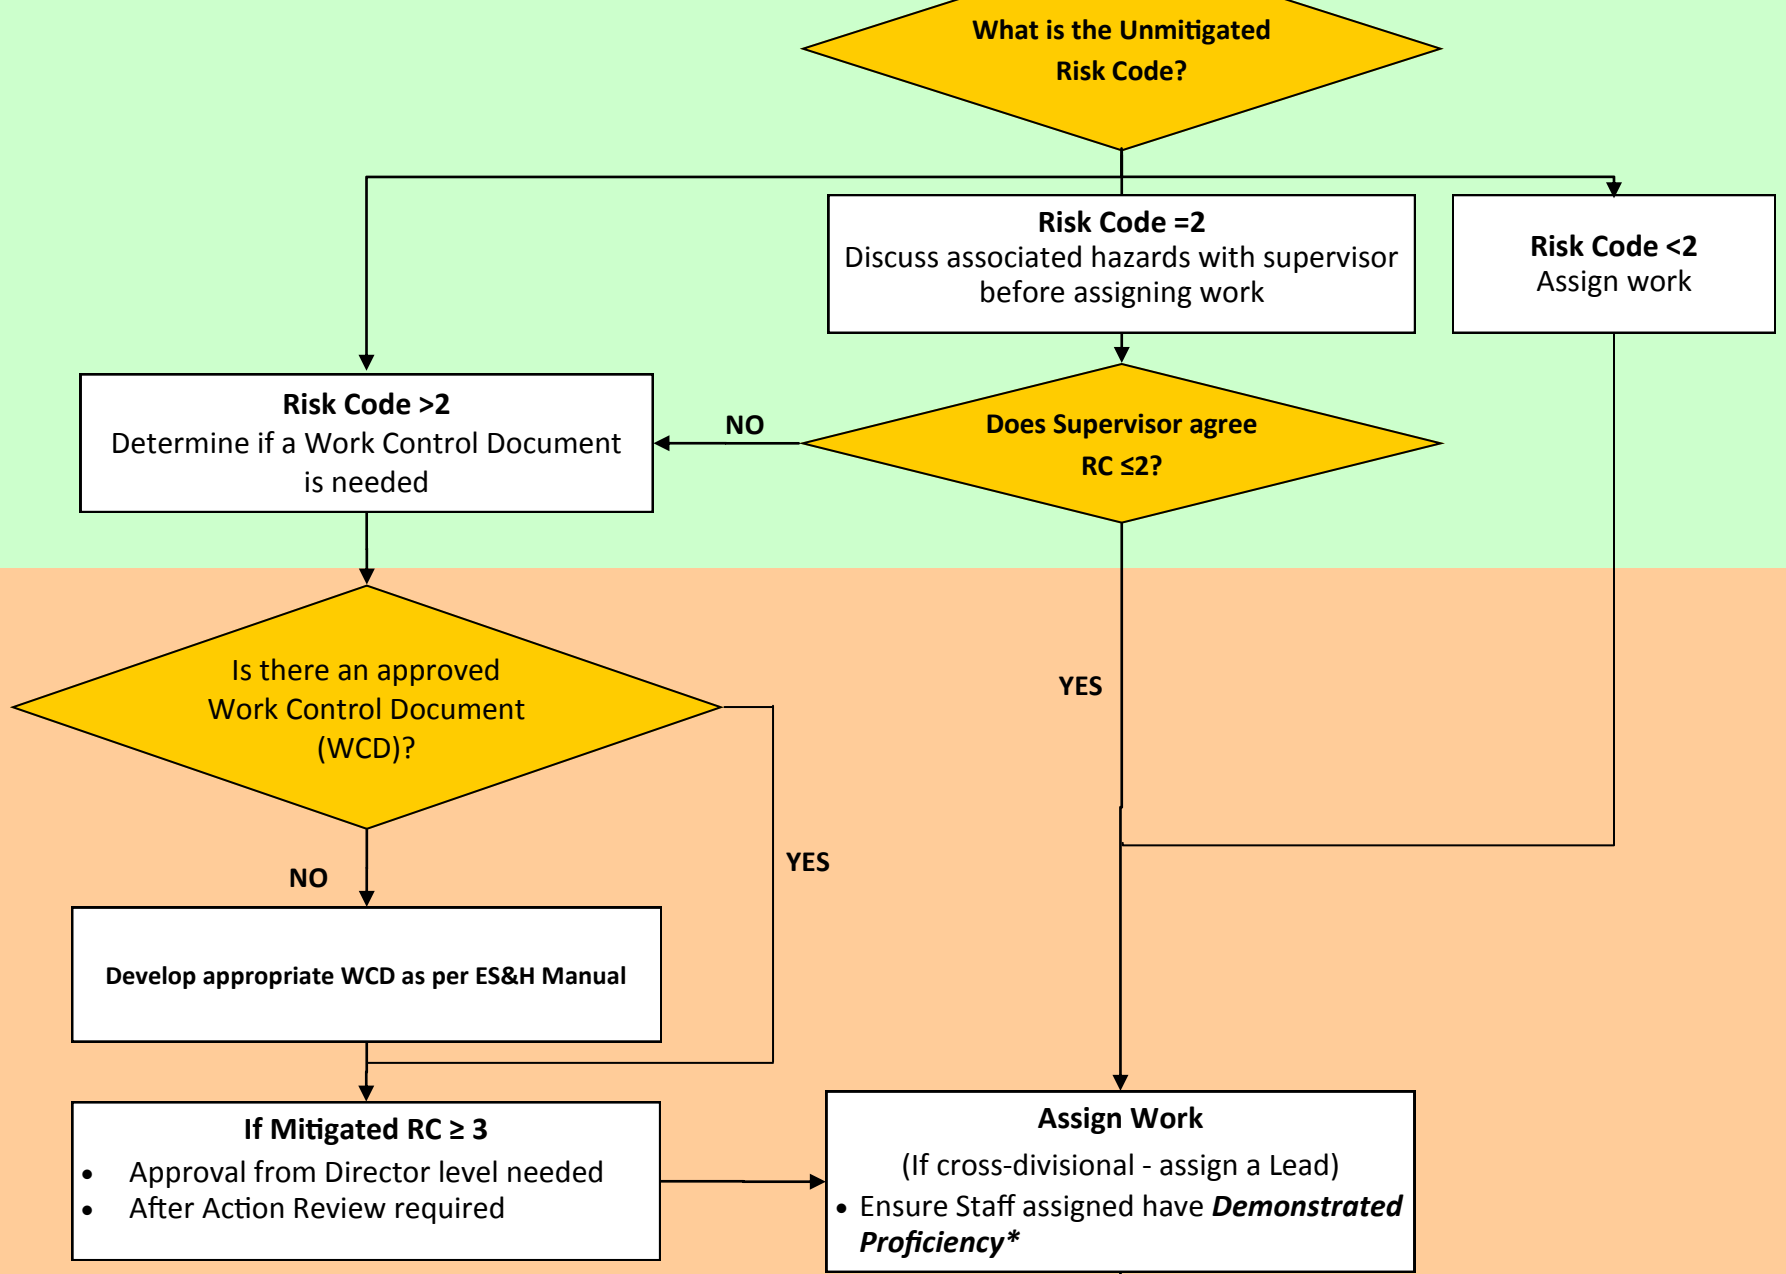 What is the Unmitigated
Risk Code?
Risk Code =2
Discuss associated hazards with supervisor
before assigning work
Risk Code <2
Assign work
Risk Code >2
Determine if a Work Control Document
is needed
NO
Does Supervisor agree
RC ≤2?
Is there an approved
Work Control Document
(WCD)?
YES
NO
YES
Develop appropriate WCD as per ES&H Manual
If Mitigated RC ≥ 3
• Approval from Director level needed
• After Action Review required
Assign Work
(If cross-divisional - assign a Lead)
• Ensure Staff assigned have Demonstrated
Proficiency*